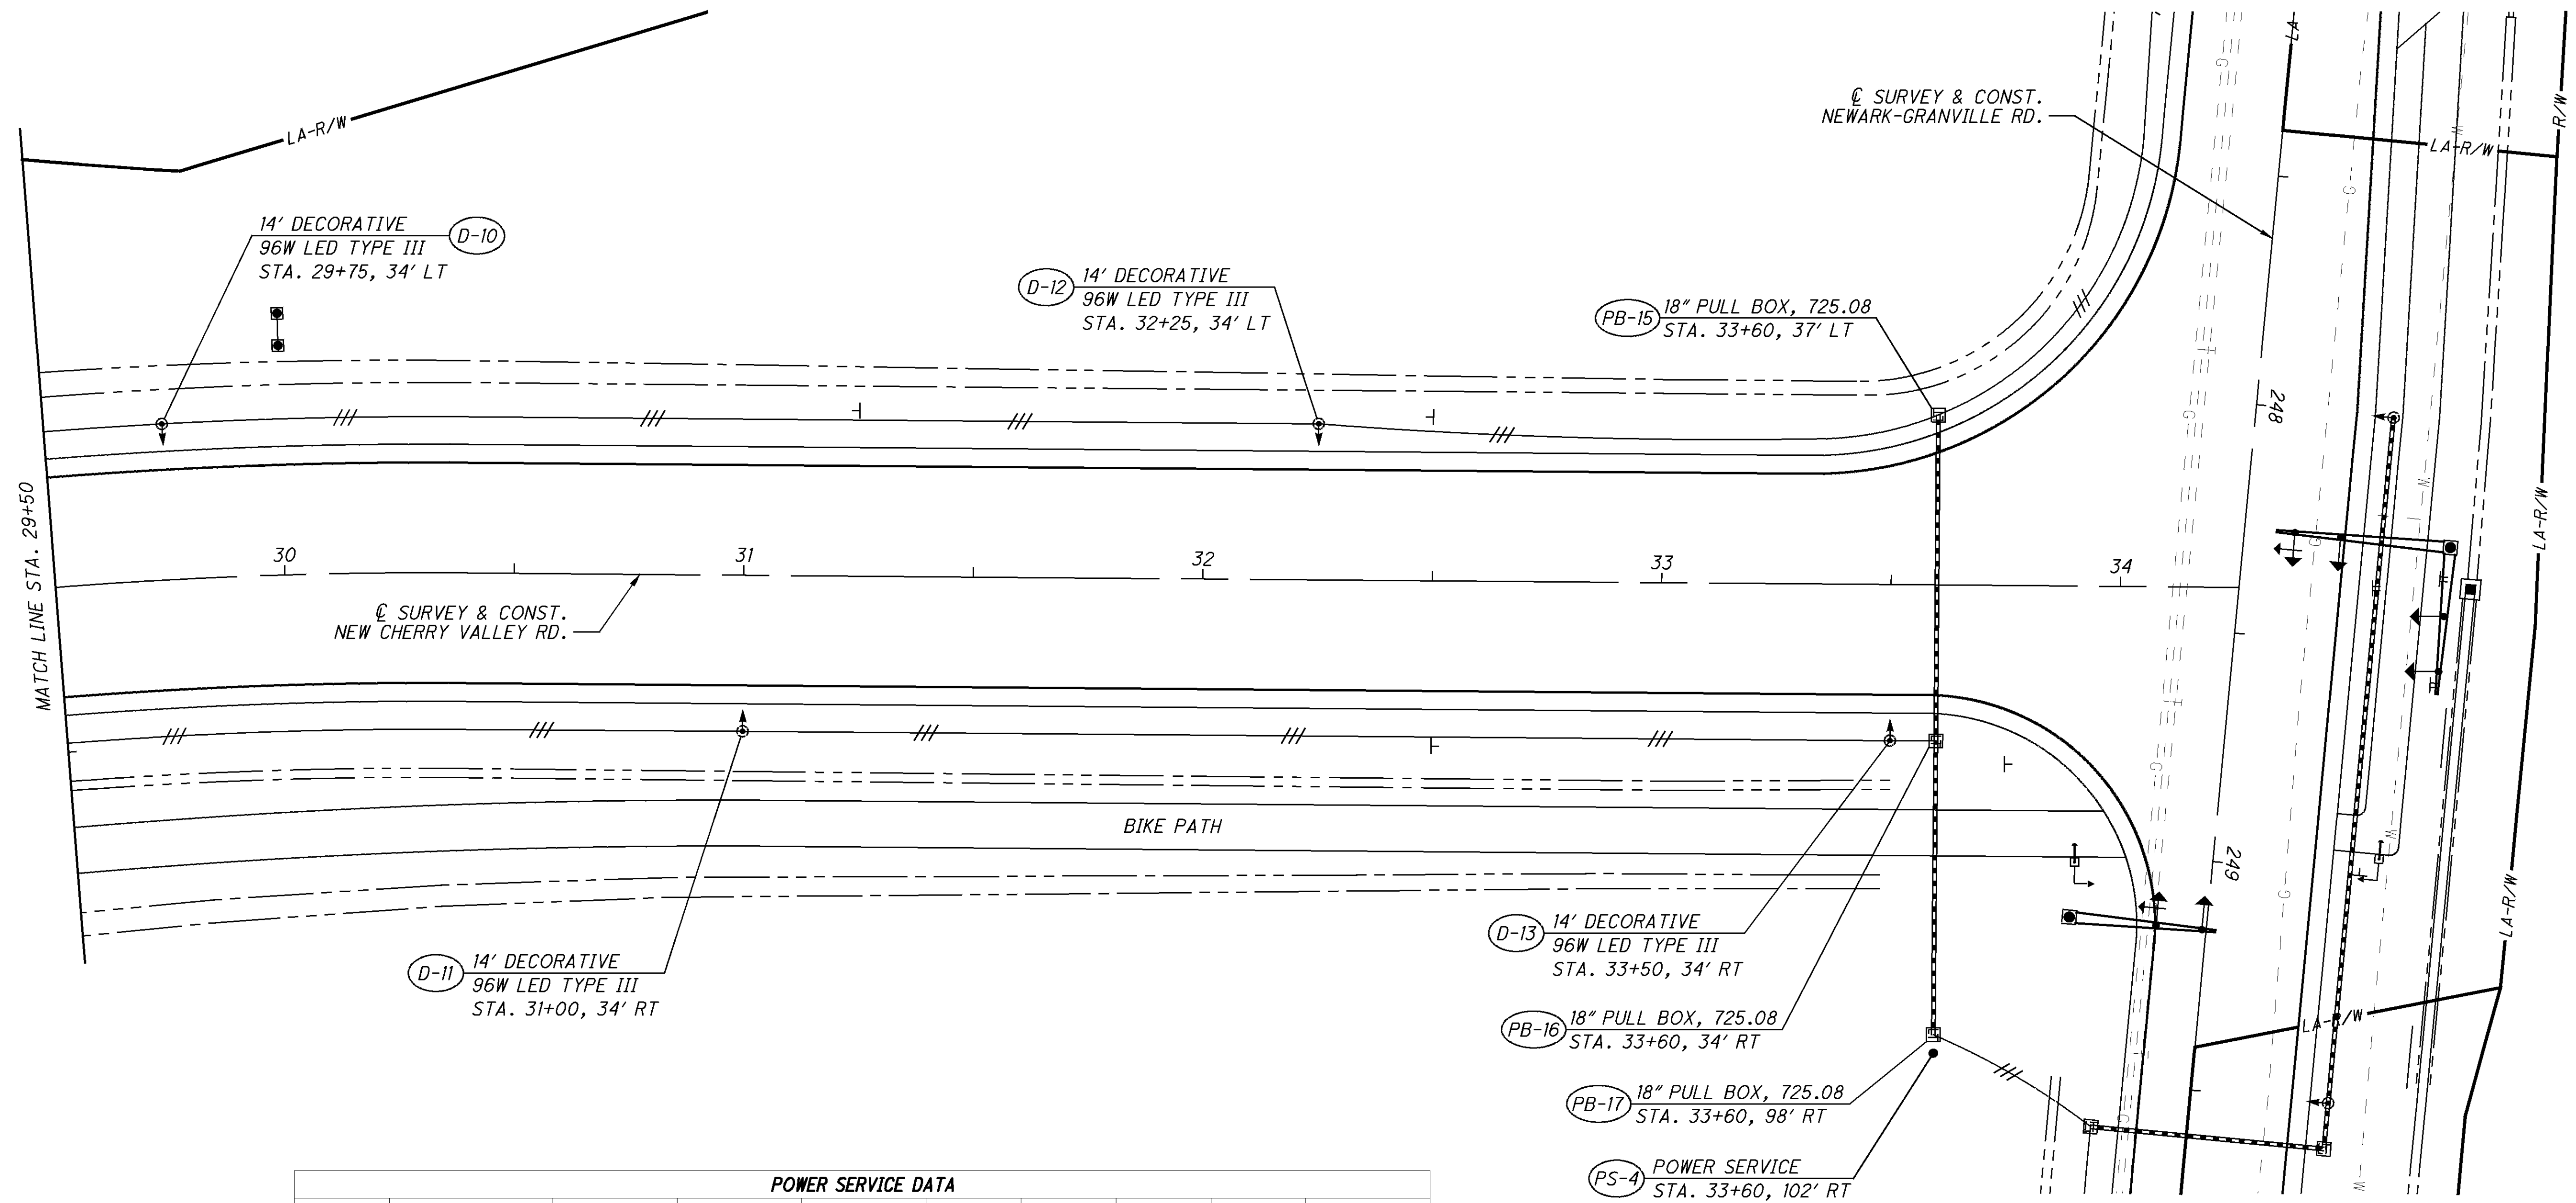 LA-R/W
14' DECORATIVE
96W LED TYPE III
STA. 29+75, 34' LT
D-10
D-12
14' DECORATIVE
96W LED TYPE III
STA. 32+25, 34' LT
PB-15
18" PULL BOX, 725.08
STA. 33+60, 37' LT
℄ SURVEY & CONST.
NEWARK-GRANVILLE RD.
LA
LA-R/W
R/W
LA-R/W
248
MATCH LINE STA. 29+50
30
31
32
33
34
℄ SURVEY & CONST.
NEW CHERRY VALLEY RD.
BIKE PATH
249
LA-R/W
LA-R/W
D-11
14' DECORATIVE
96W LED TYPE III
STA. 31+00, 34' RT
D-13
14' DECORATIVE
96W LED TYPE III
STA. 33+50, 34' RT
PB-16
18" PULL BOX, 725.08
STA. 33+60, 34' RT
PB-17
18" PULL BOX, 725.08
STA. 33+60, 98' RT
PS-4
POWER SERVICE
STA. 33+60, 102' RT
POWER SERVICE DATA